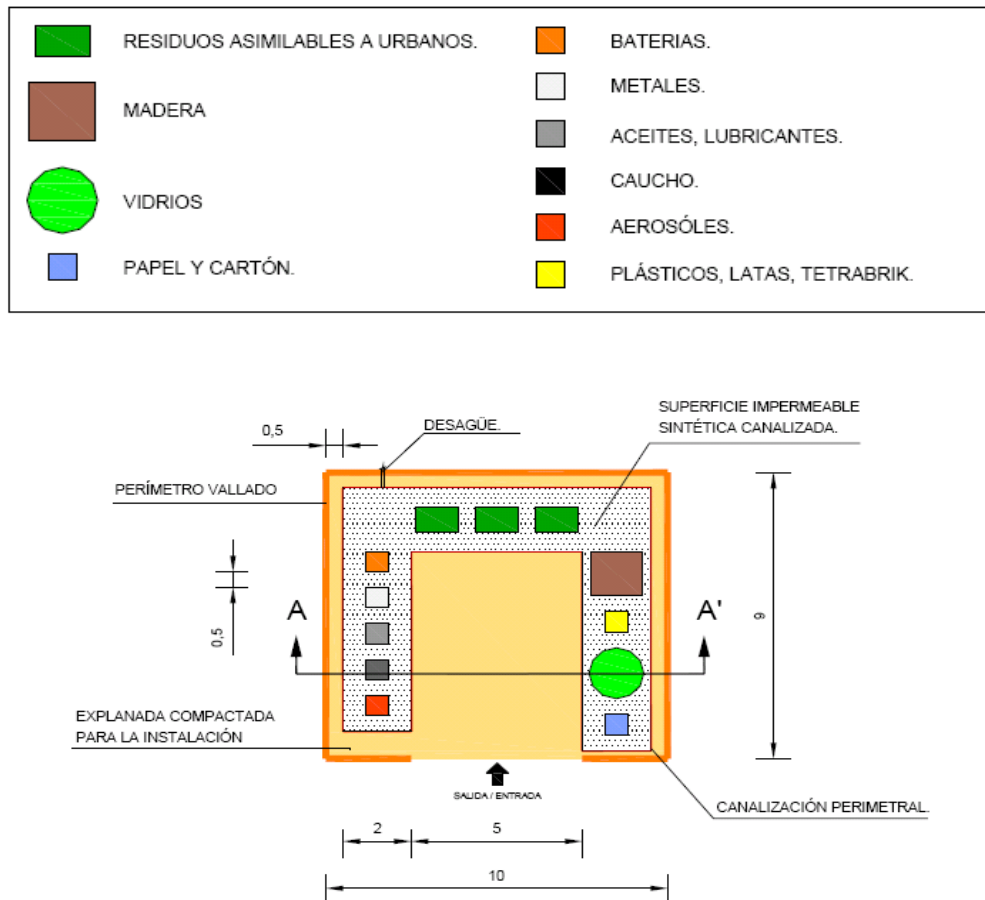 RESIDUOS ASIMILABLES A URBANOS.
MADERA
VIDRIOS
PAPEL Y CARTÓN.
BATERIAS.
METALES.
ACEITES, LUBRICANTES.
CAUCHO.
AEROSÓLES.
PLÁSTICOS, LATAS, TETRABRIK.
SUPERFICIE IMPERMEABLE
SINTÉTICA CANALIZADA.
DESAGÜE.
0,5
PERÍMETRO VALLADO
A
A'
0,5
9
EXPLANADA COMPACTADA
PARA LA INSTALACIÓN
SALIDA / ENTRADA
CANALIZACIÓN PERIMETRAL.
2
5
10